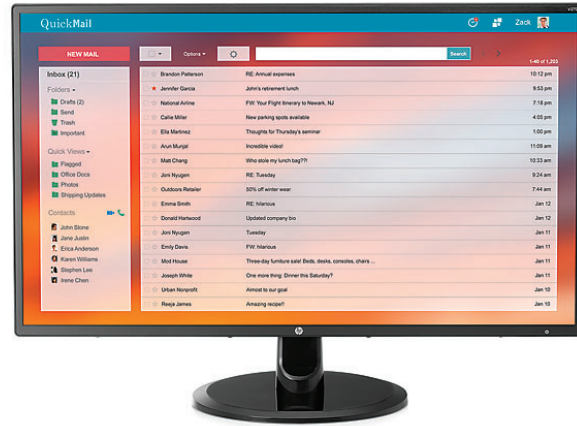 QuickMail
Zack
NEW MAIL
Options
Search
1-40 of 1,203
Inbox (21)
Folders
Drafts (2)
Send
Trash
Important
Quick Views
Flagged
Office Docs
Photos
Shipping Updates
Contacts
John Stone
Jane Justin
Erica Anderson
Karen Williams
Stephen Lee
Irene Chen
Brandon Patterson RE: Annual expenses 10:12 pm
Jennifer Garcia John's retirement lunch 9:53 pm
National Airline FW: Your Flight Itinerary to Newark, NJ 7:18 pm
Callie Miller New parking spots available 4:05 pm
Ella Martinez Thoughts for Thursday's seminar 1:00 pm
Arun Munjal Incredible video! 11:09 am
Matt Chang Who stole my lunch bag??! 10:33 am
Joni Nyugen RE: Tuesday 9:24 am
Outdoors Retailer 50% off winter wear 7:44 am
Emma Smith RE: hilarious Jan 12
Donald Hartwood Updated company bio Jan 12
Joni Nyugen Tuesday Jan 11
Emily Davis FW: hilarious Jan 11
Mod House Three-day furniture sale! Beds, desks, consoles, chairs ... Jan 11
Joseph White One more thing: Dinner this Saturday? Jan 11
Urban Nonprofit Almost to our goal Jan 10
Reeja James Amazing recipe!! Jan 10
hp